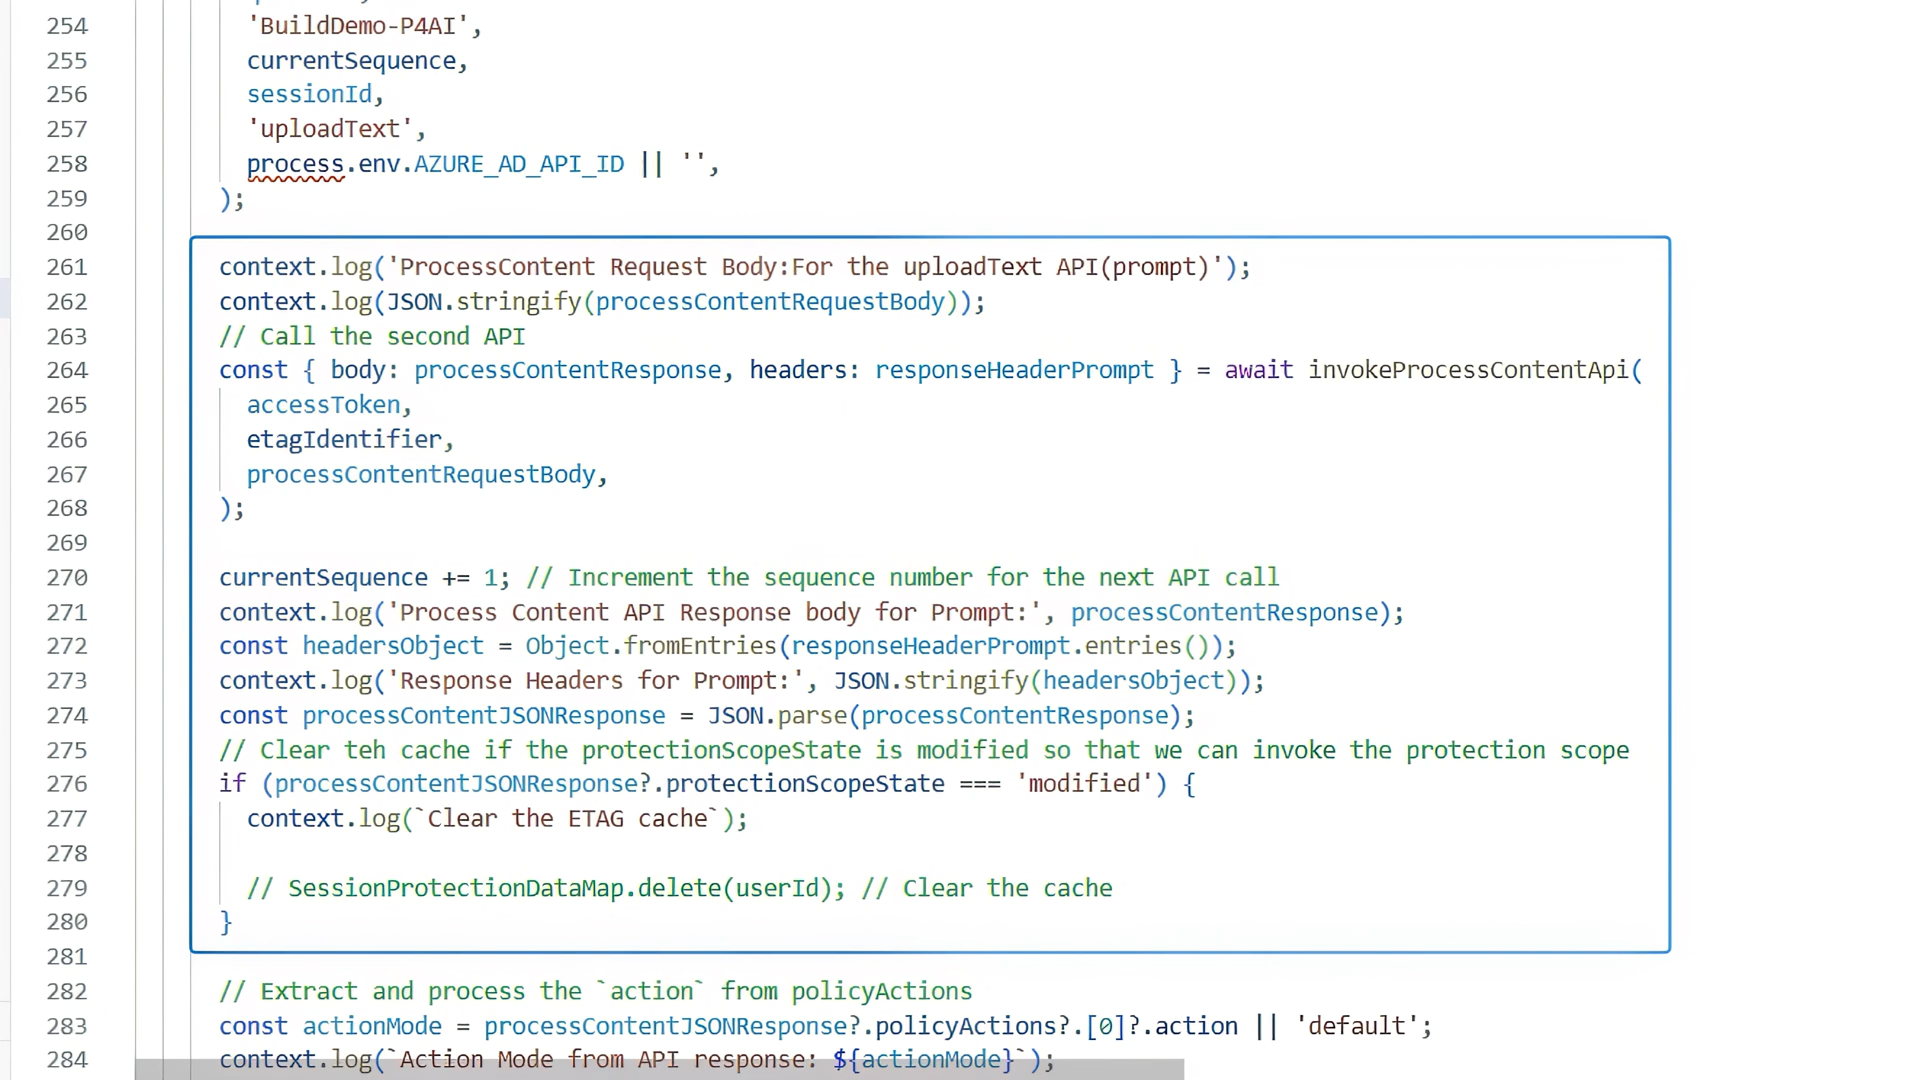 254 'BuildDemo-P4AI',
255 currentSequence,
256 sessionId,
257 'uploadText',
258 process.env.AZURE_AD_API_ID || '',
259 );
260
261 context.log('ProcessContent Request Body:For the uploadText API(prompt)');
262 context.log(JSON.stringify(processContentRequestBody));
263 // Call the second API
264 const { body: processContentResponse, headers: responseHeaderPrompt } = await invokeProcessContentApi(
265 accessToken,
266 etagIdentifier,
267 processContentRequestBody,
268 );
269
270 currentSequence += 1; // Increment the sequence number for the next API call
271 context.log('Process Content API Response body for Prompt:', processContentResponse);
272 const headersObject = Object.fromEntries(responseHeaderPrompt.entries());
273 context.log('Response Headers for Prompt:', JSON.stringify(headersObject));
274 const processContentJSONResponse = JSON.parse(processContentResponse);
275 // Clear teh cache if the protectionScopeState is modified so that we can invoke the protection scope
276 if (processContentJSONResponse?.protectionScopeState === 'modified') {
277 context.log(`Clear the ETAG cache`);
278
279 // SessionProtectionDataMap.delete(userId); // Clear the cache
280 }
281
282 // Extract and process the `action` from policyActions
283 const actionMode = processContentJSONResponse?.policyActions?.[0]?.action || 'default';
284 context.log(`Action Mode from API response: ${actionMode}`);